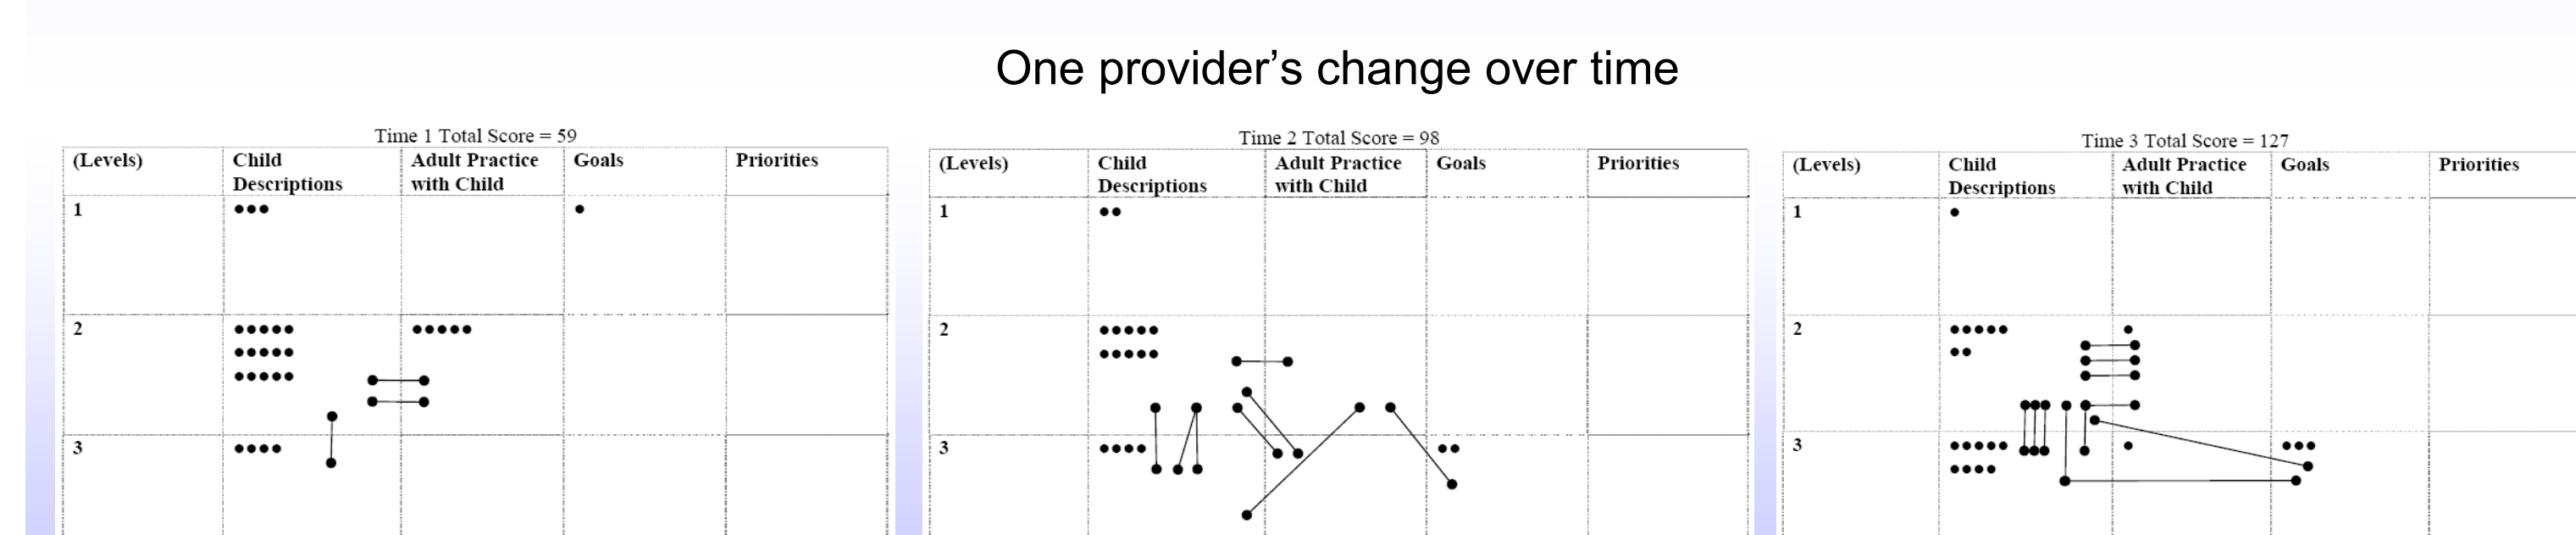 One provider's change over time
Time 1 Total Score = 59
(Levels) Child Descriptions Adult Practice with Child Goals Priorities
1
2
3
Time 2 Total Score = 98
(Levels) Child Descriptions Adult Practice with Child Goals Priorities
1
2
3
Time 3 Total Score = 127
(Levels) Child Descriptions Adult Practice with Child Goals Priorities
1
2
3